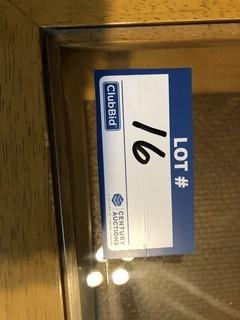 LOT #
16
ClubBid
CENTURY
AUCTIONS